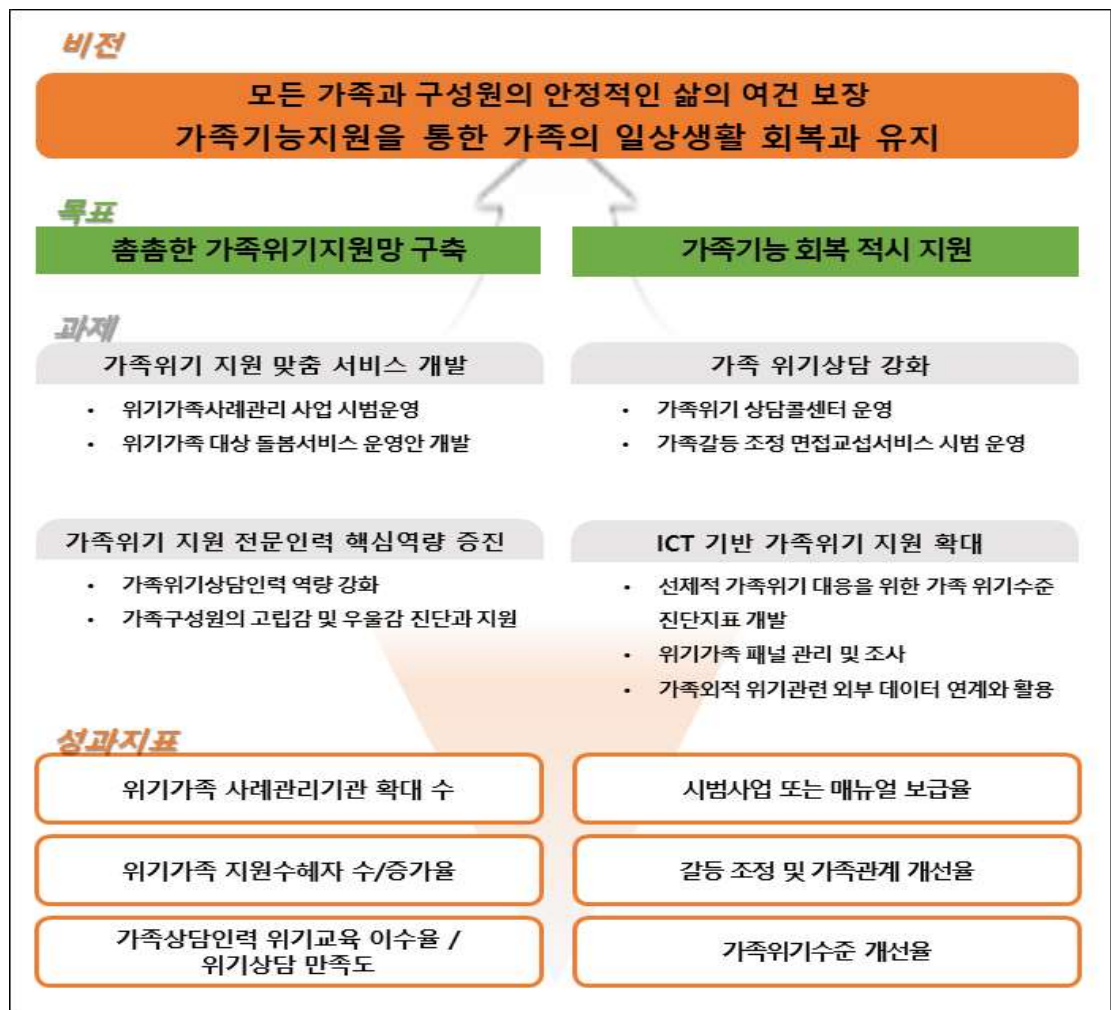 비전
모든 가족과 구성원의 안정적인 삶의 여건 보장
가족기능지원을 통한 가족의 일상생활 회복과 유지
목표
촘촘한 가족위기지원망 구축
가족기능 회복 적시 지원
과제
가족위기 지원 맞춤 서비스 개발
• 위기가족사례관리 사업 시범운영
• 위기가족 대상 돌봄서비스 운영안 개발
가족 위기상담 강화
• 가족위기 상담콜센터 운영
• 가족갈등 조정 면접교섭서비스 시범 운영
가족위기 지원 전문인력 핵심역량 증진
• 가족위기상담인력 역량 강화
• 가족구성원의 고립감 및 우울감 진단과 지원
ICT 기반 가족위기 지원 확대
• 선제적 가족위기 대응을 위한 가족 위기수준
진단지표 개발
• 위기가족 패널 관리 및 조사
• 가족외적 위기관련 외부 데이터 연계와 활용
성과지표
위기가족 사례관리기관 확대 수
시범사업 또는 매뉴얼 보급율
위기가족 지원수혜자 수/증가율
갈등 조정 및 가족관계 개선율
가족상담인력 위기교육 이수율 /
위기상담 만족도
가족위기수준 개선율